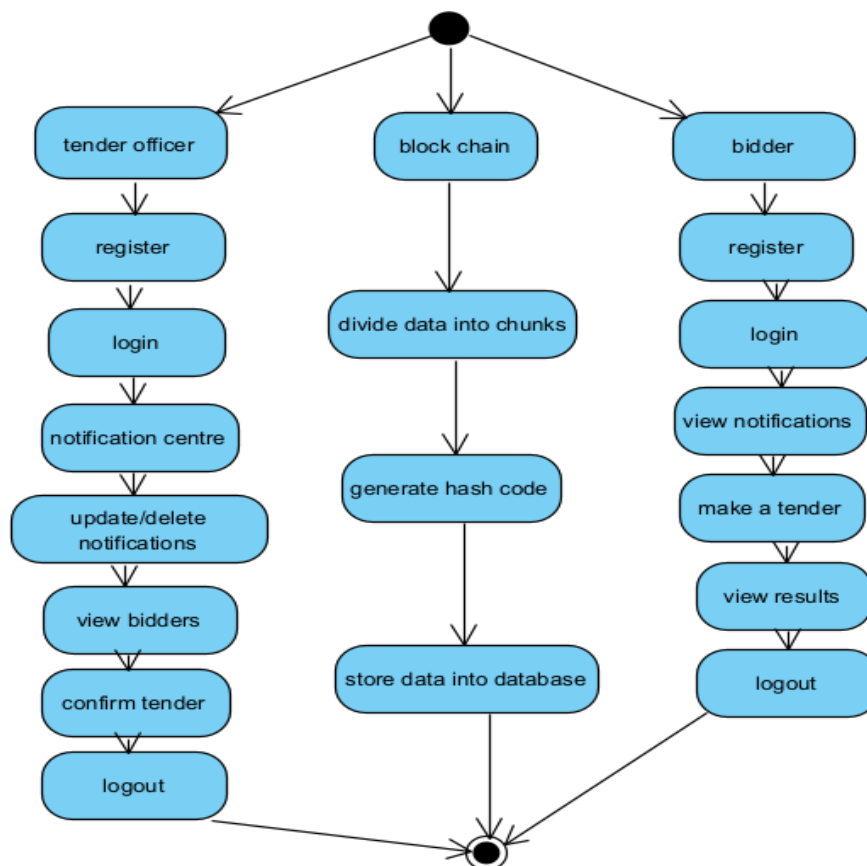 tender officer
register
login
notification centre
update/delete
notifications
view bidders
confirm tender
logout
block chain
divide data into chunks
generate hash code
store data into database
bidder
register
login
view notifications
make a tender
view results
logout